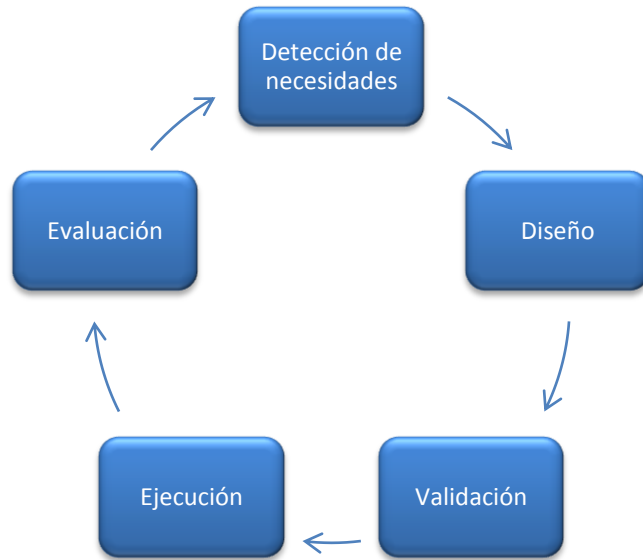 Detección de
necesidades
Diseño
Validación
Ejecución
Evaluación